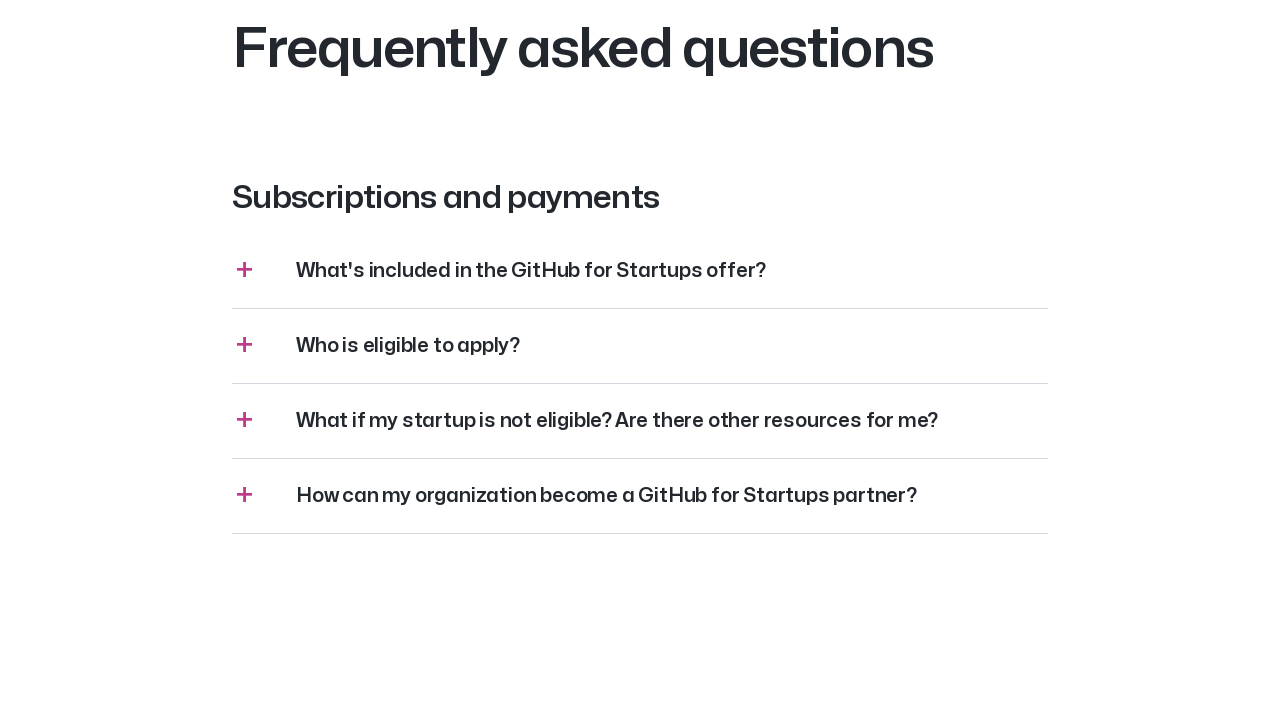 Frequently asked questions
Subscriptions and payments
What's included in the GitHub for Startups offer?
Who is eligible to apply?
What if my startup is not eligible? Are there other resources for me?
How can my organization become a GitHub for Startups partner?